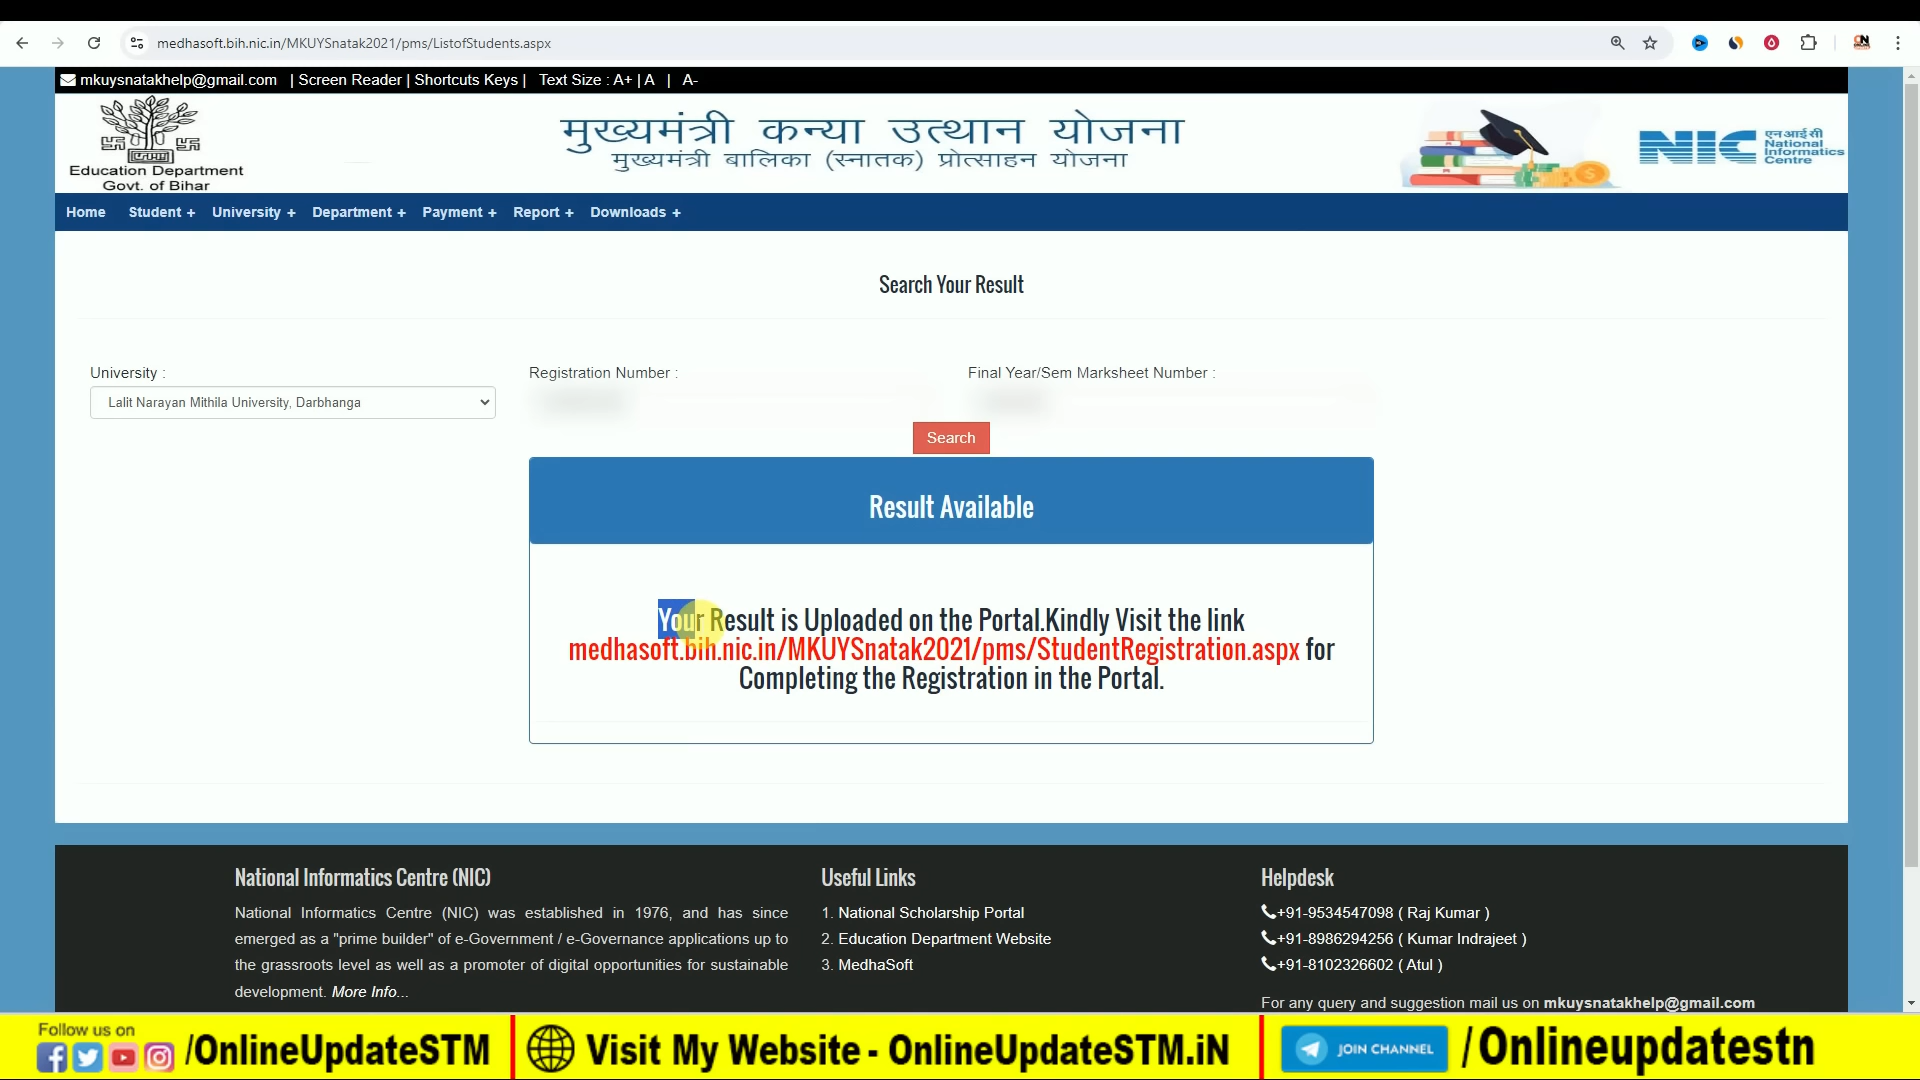 medhasoft.bih.nic.in/MKUYSnatak2021/pms/ListofStudents.aspx
mkuysnatakhelp@gmail.com | Screen Reader | Shortcuts Keys | Text Size : A+ | A | A-
Education Department
Govt. of Bihar
मुख्यमंत्री कन्या उत्थान योजना
मुख्यमंत्री बालिका (स्नातक) प्रोत्साहन योजना
NIC
एनआईसी
National
Informatics
Centre
Home Student + University + Department + Payment + Report + Downloads +
Search Your Result
University :
Lalit Narayan Mithila University, Darbhanga
Registration Number :
Final Year/Sem Marksheet Number :
Search
Result Available
Your Result is Uploaded on the Portal.Kindly Visit the link
medhasoft.bih.nic.in/MKUYSnatak2021/pms/StudentRegistration.aspx for
Completing the Registration in the Portal.
National Informatics Centre (NIC)
National Informatics Centre (NIC) was established in 1976, and has since
emerged as a "prime builder" of e-Government / e-Governance applications up to
the grassroots level as well as a promoter of digital opportunities for sustainable
development. More Info...
Useful Links
1. National Scholarship Portal
2. Education Department Website
3. MedhaSoft
Helpdesk
+91-9534547098 ( Raj Kumar )
+91-8986294256 ( Kumar Indrajeet )
+91-8102326602 ( Atul )
For any query and suggestion mail us on mkuysnatakhelp@gmail.com
Follow us on
/OnlineUpdateSTM
Visit My Website - OnlineUpdateSTM.iN
JOIN CHANNEL
/Onlineupdatestn